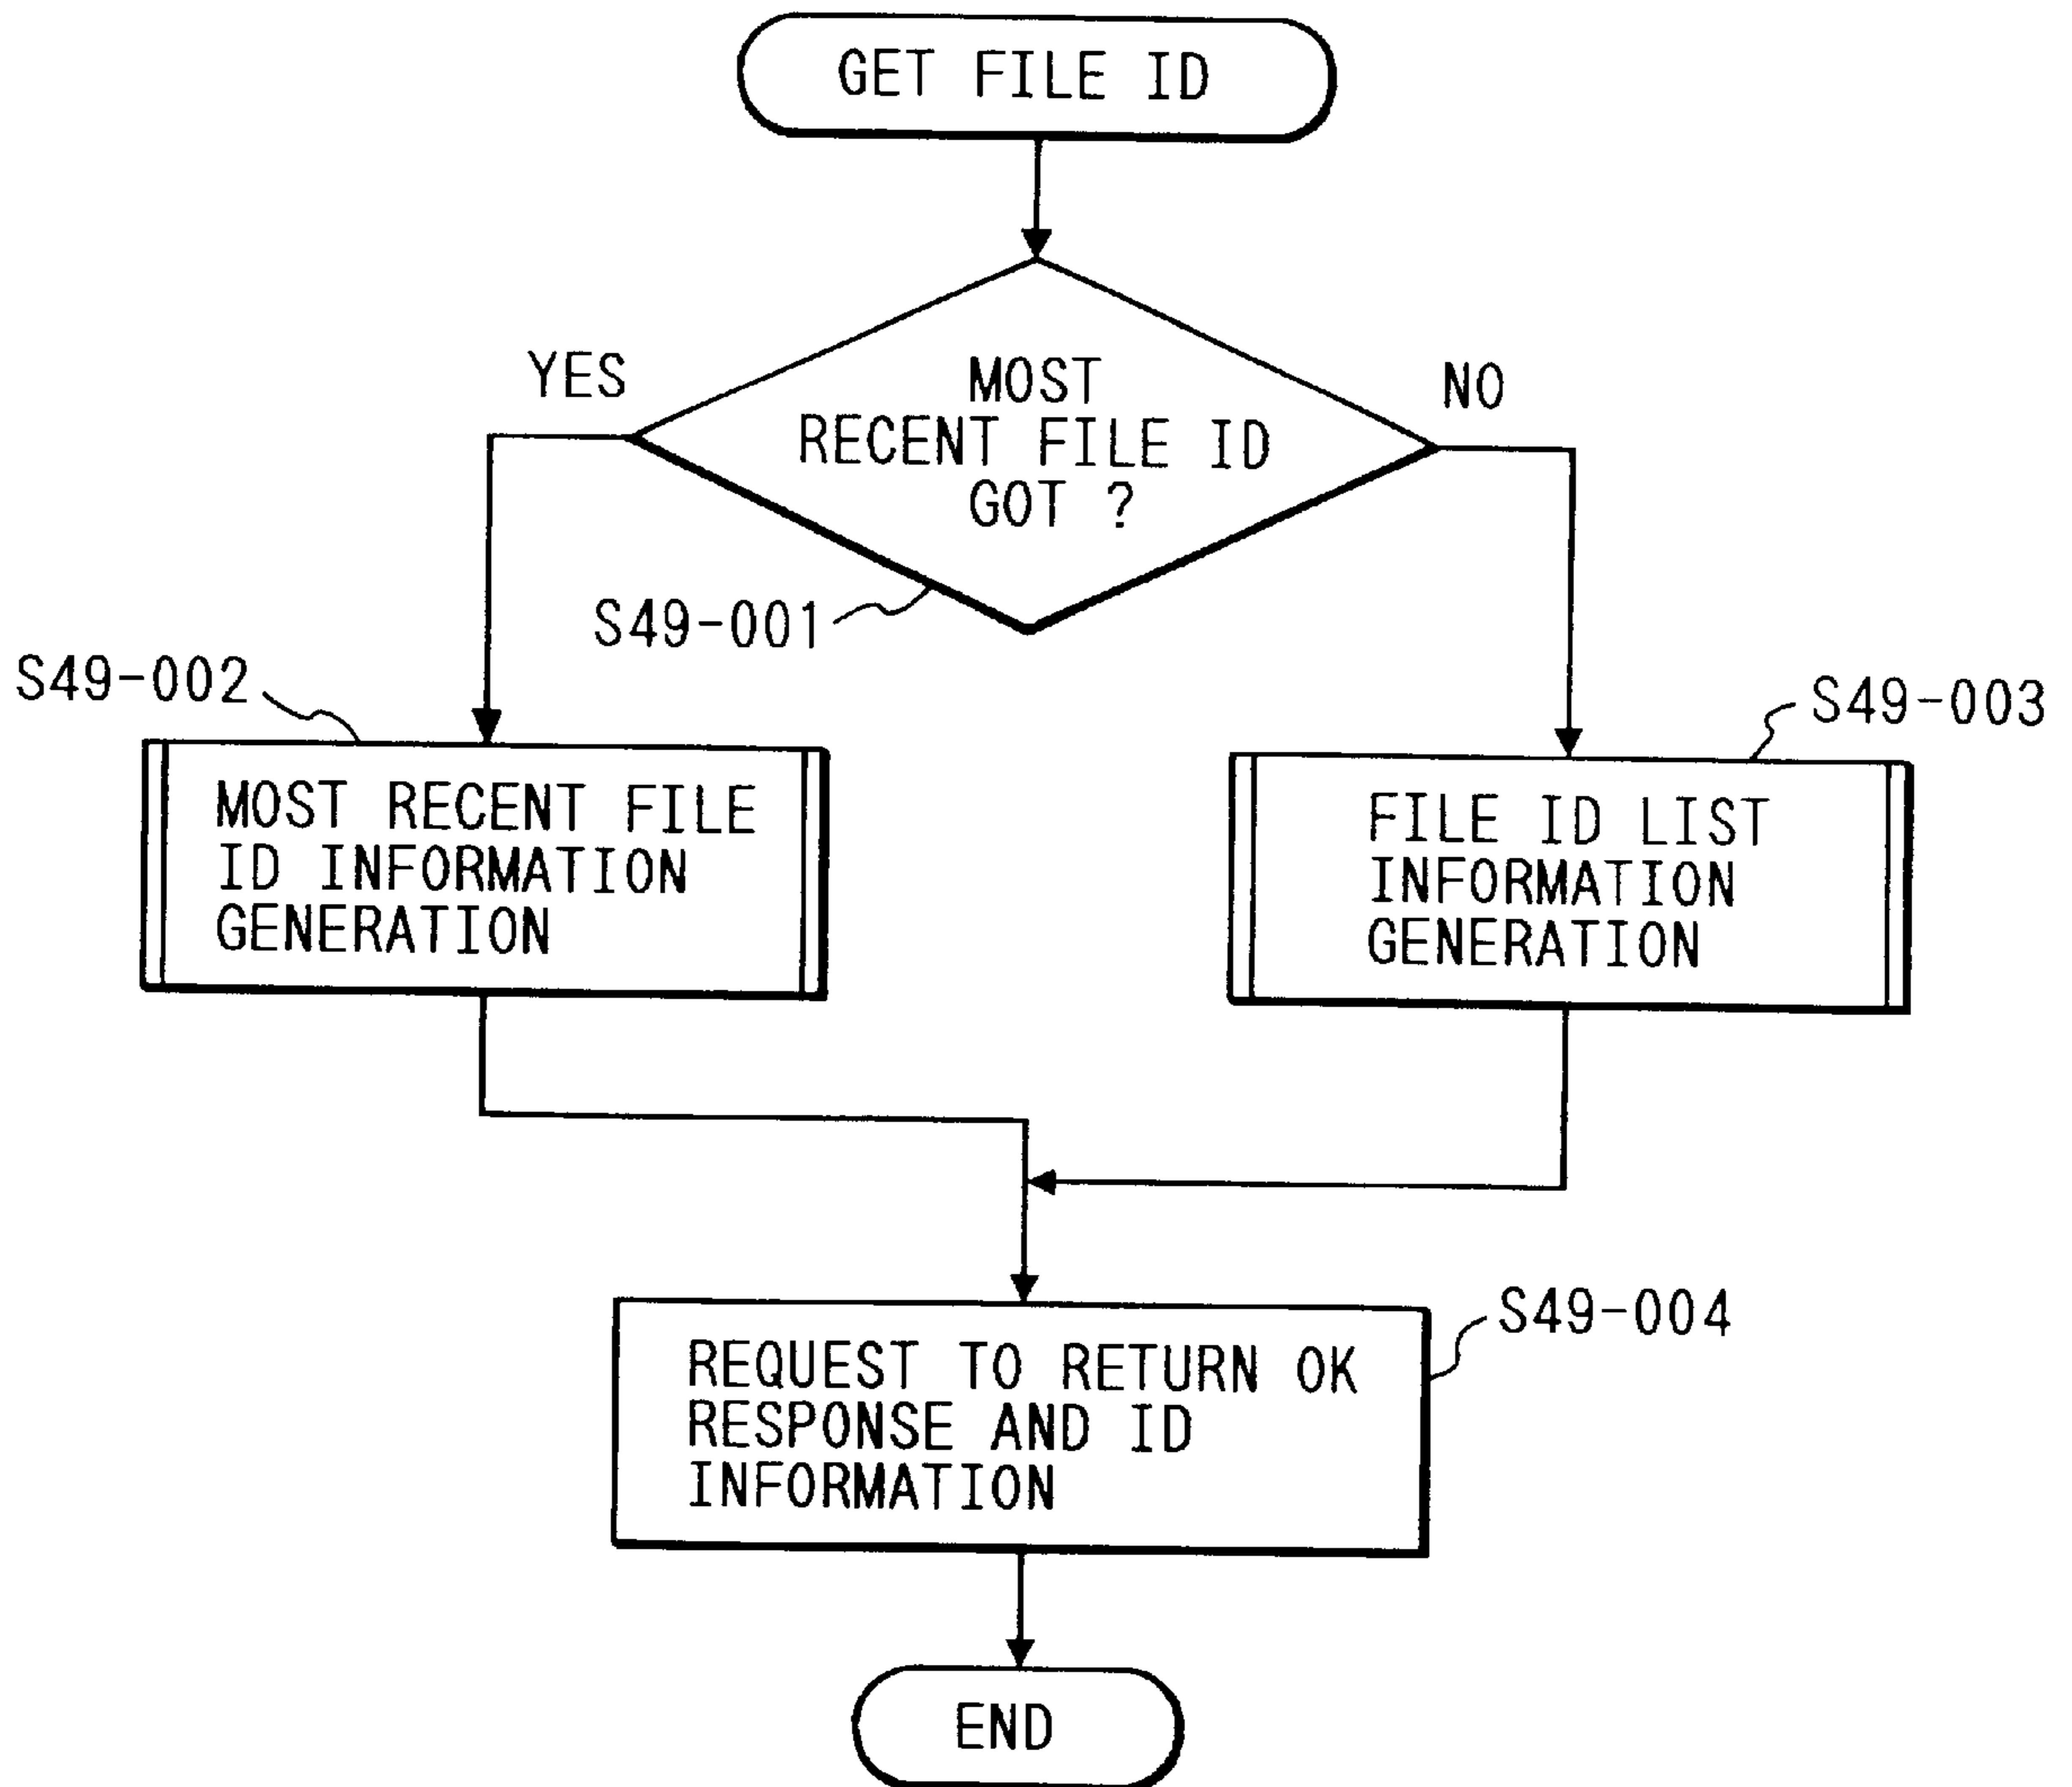 GET FILE ID
YES
MOST
RECENT FILE ID
GOT ?
NO
S49-001
S49-002
S49-003
MOST RECENT FILE
ID INFORMATION
GENERATION
FILE ID LIST
INFORMATION
GENERATION
S49-004
REQUEST TO RETURN OK
RESPONSE AND ID
INFORMATION
END